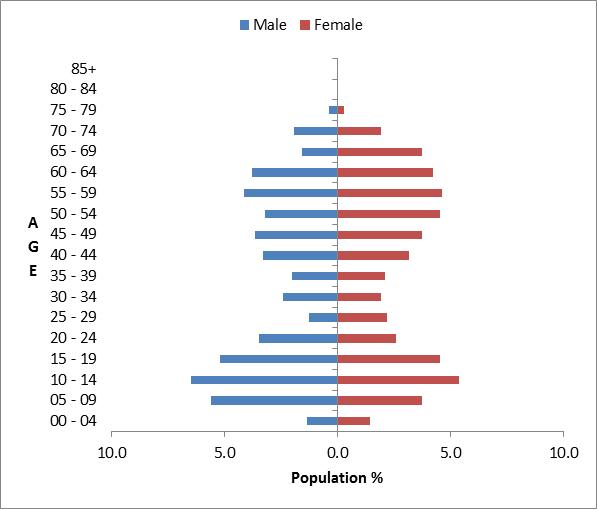 Male Female
85+
80 - 84
75 - 79
70 - 74
65 - 69
60 - 64
55 - 59
50 - 54
45 - 49
40 - 44
35 - 39
30 - 34
25 - 29
20 - 24
15 - 19
10 - 14
05 - 09
00 - 04
A
G
E
10.0 5.0 0.0 5.0 10.0
Population %